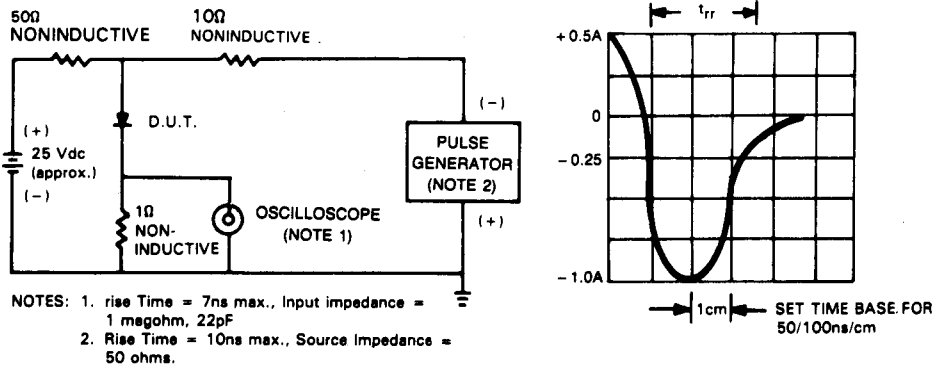 50Ω
NONINDUCTIVE
10Ω
NONINDUCTIVE .
D.U.T.
(+)
25 Vdc
(approx.)
(−)
1Ω
NON-
INDUCTIVE
OSCILLOSCOPE
(NOTE 1)
(−)
PULSE
GENERATOR
(NOTE 2)
(+)
NOTES: 1. rise Time = 7ns max., Input impedance =
1 megohm, 22pF
2. Rise Time = 10ns max., Source Impedance =
50 ohms.
trr
+0.5A
0
−0.25
−1.0A
1cm
SET TIME BASE FOR
50/100ns/cm